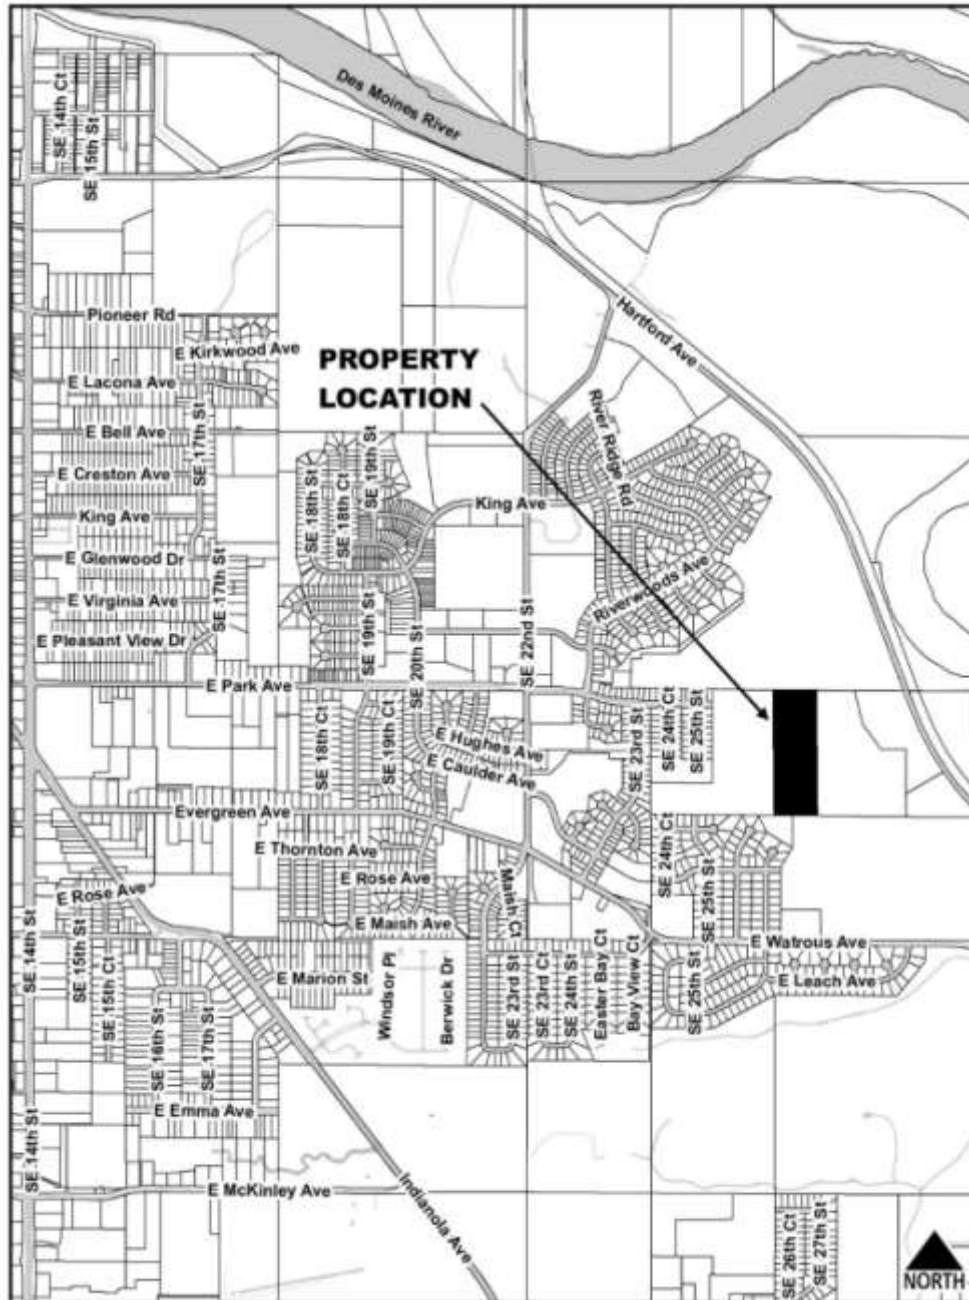 Des Moines River
SE 14th Ct
SE 15th St
Pioneer Rd
E Kirkwood Ave
Hartford Ave
PROPERTY
LOCATION
E Lacona Ave
E Bell Ave
SE 17th St
SE 19th St
River Ridge Rd
E Creston Ave
SE 18th St
SE 18th Ct
King Ave
King Ave
E Glenwood Dr
SE 17th St
E Virginia Ave
Riverwoods Ave
E Pleasant View Dr
SE 19th St
SE 20th St
SE 22nd St
E Park Ave
SE 18th Ct
SE 19th Ct
E Hughes Ave
E Caulder Ave
SE 23rd St
SE 24th Ct
SE 25th St
Evergreen Ave
E Thornton Ave
SE 24th Ct
E Rose Ave
E Rose Ave
Maish Ct
SE 25th St
E Maish Ave
E Watrous Ave
SE 14th St
SE 15th St
SE 15th Ct
E Marion St
Windsor Pl
Berwick Dr
SE 23rd St
SE 23rd Ct
SE 24th St
Easter Bay Ct
Bay View Ct
SE 25th St
E Leach Ave
SE 16th St
SE 17th St
E Emma Ave
SE 14th St
E McKinley Ave
Indianola Ave
SE 26th Ct
SE 27th St
NORTH